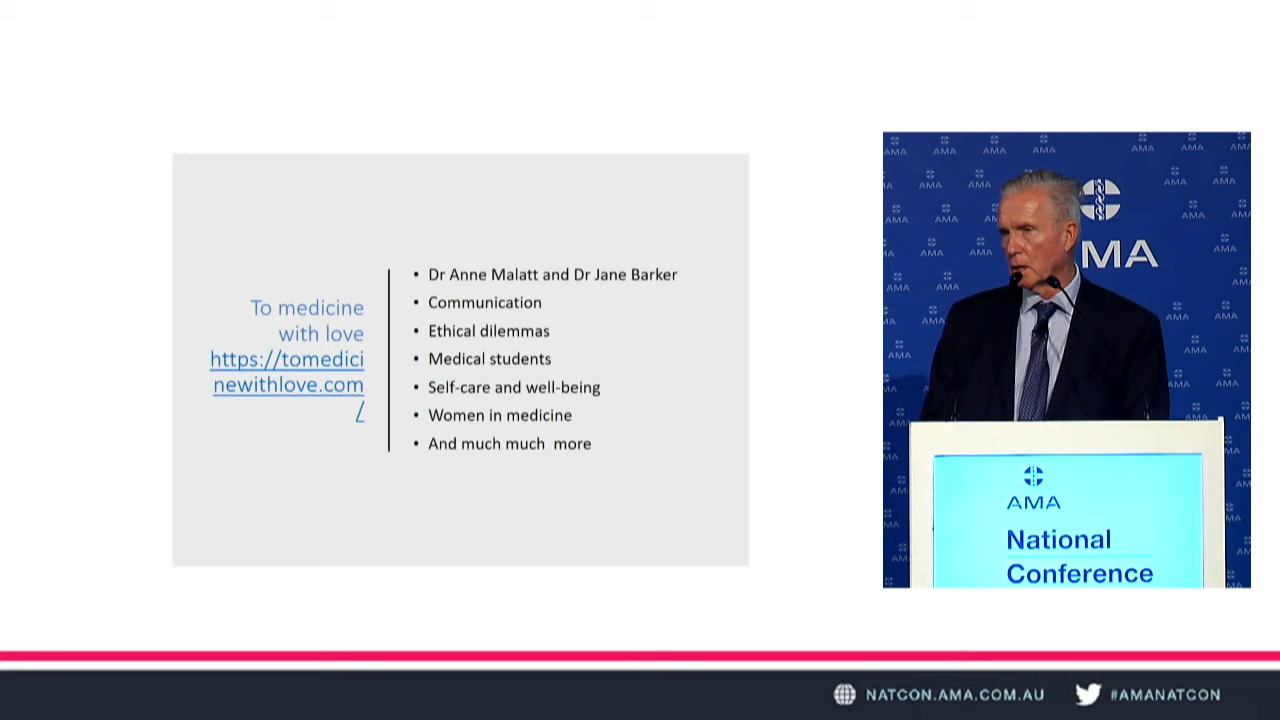 To medicine
with love
https://tomedici
newithlove.com
/
• Dr Anne Malatt and Dr Jane Barker
• Communication
• Ethical dilemmas
• Medical students
• Self-care and well-being
• Women in medicine
• And much much  more
AMA
AMA
National
Conference
NATCON.AMA.COM.AU
#AMANATCON